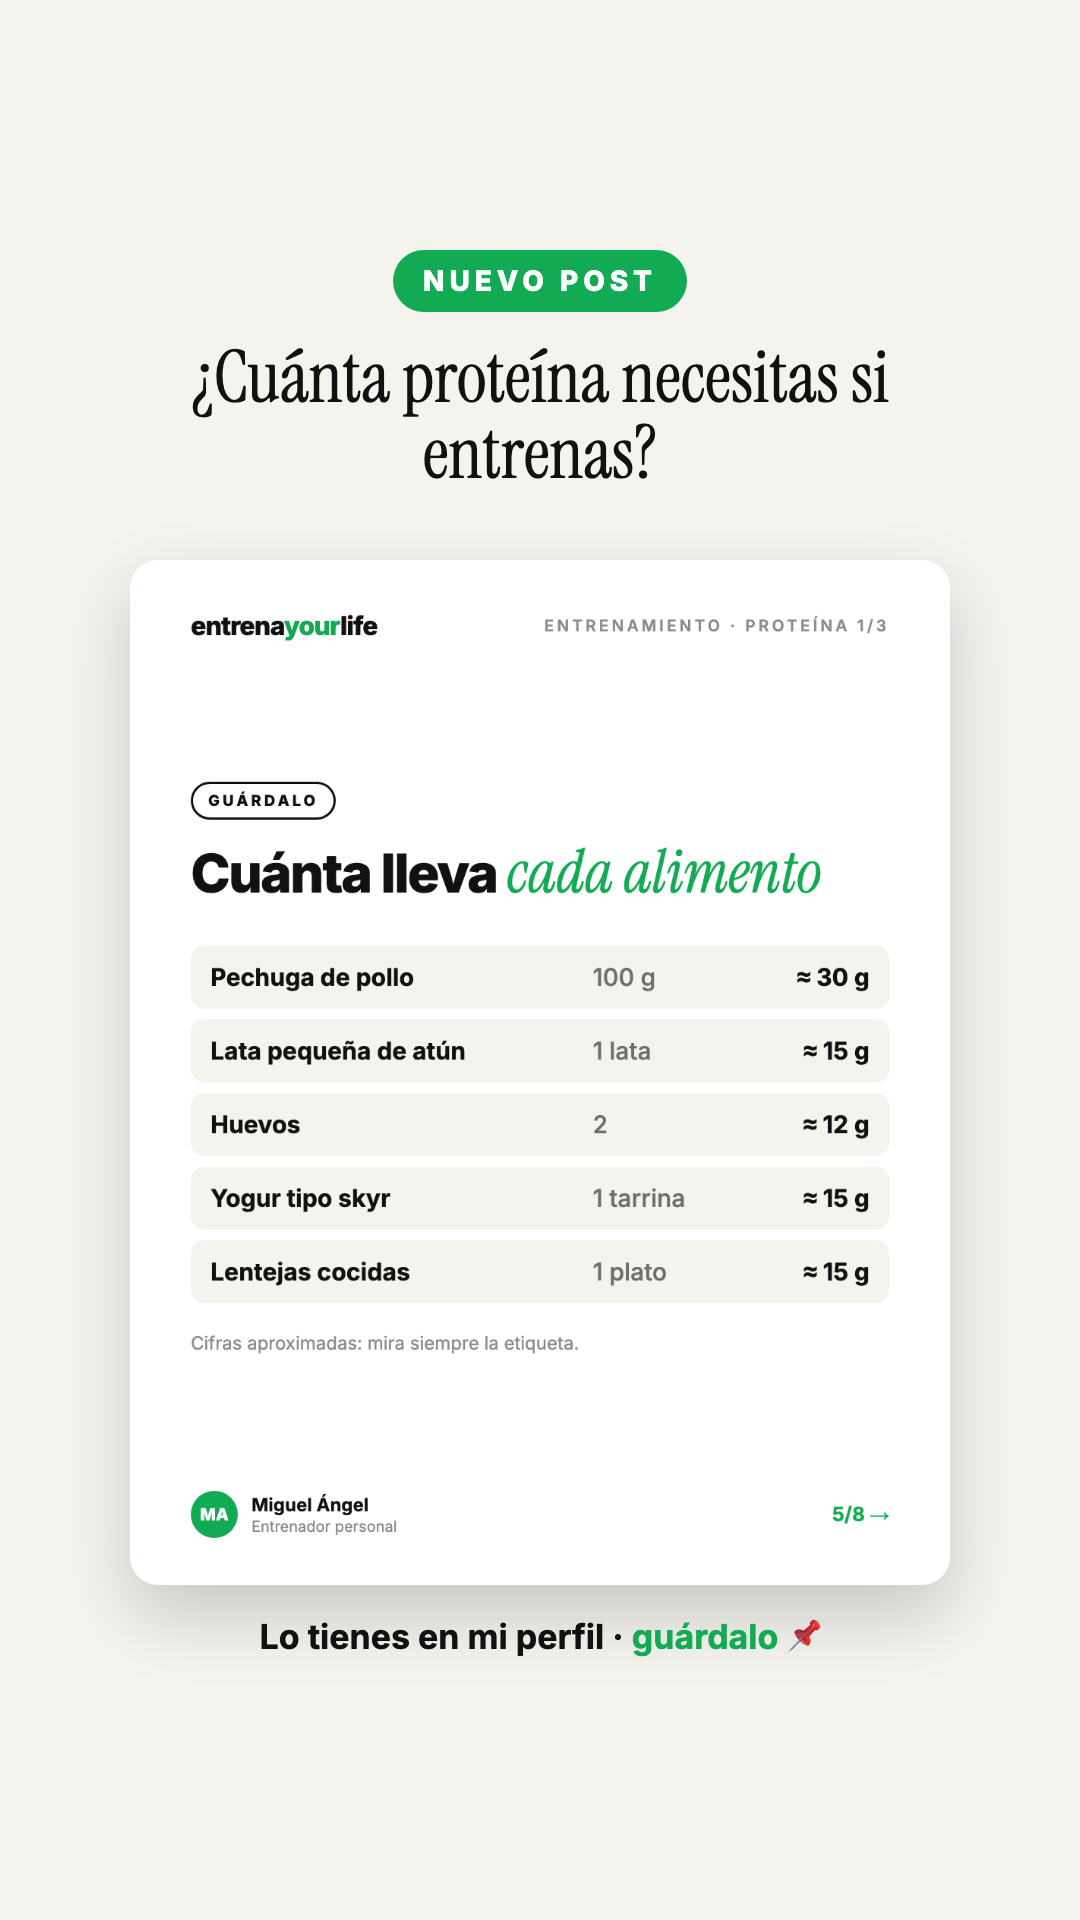 NUEVO POST
¿Cuánta proteína necesitas si
entrenas?
entrenayourlife
ENTRENAMIENTO · PROTEÍNA 1/3
GUÁRDALO
Cuánta lleva cada alimento
Pechuga de pollo 100 g ≈ 30 g
Lata pequeña de atún 1 lata ≈ 15 g
Huevos 2 ≈ 12 g
Yogur tipo skyr 1 tarrina ≈ 15 g
Lentejas cocidas 1 plato ≈ 15 g
Cifras aproximadas: mira siempre la etiqueta.
MA
Miguel Ángel
Entrenador personal
5/8 →
Lo tienes en mi perfil · guárdalo 📌